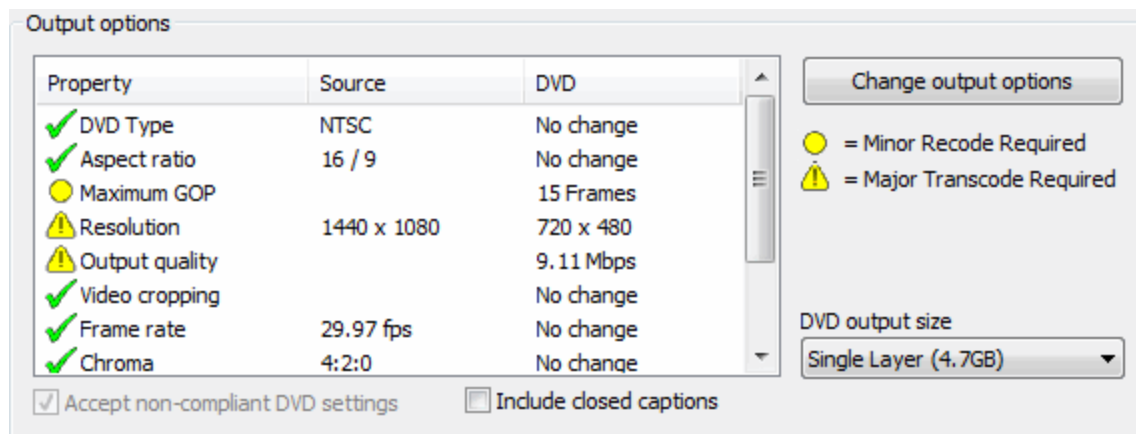 Output options
Property Source DVD
DVD Type NTSC No change
Aspect ratio 16 / 9 No change
Maximum GOP 15 Frames
Resolution 1440 x 1080 720 x 480
Output quality 9.11 Mbps
Video cropping No change
Frame rate 29.97 fps No change
Chroma 4:2:0 No change
Accept non-compliant DVD settings
Include closed captions
Change output options
= Minor Recode Required
= Major Transcode Required
DVD output size
Single Layer (4.7GB)